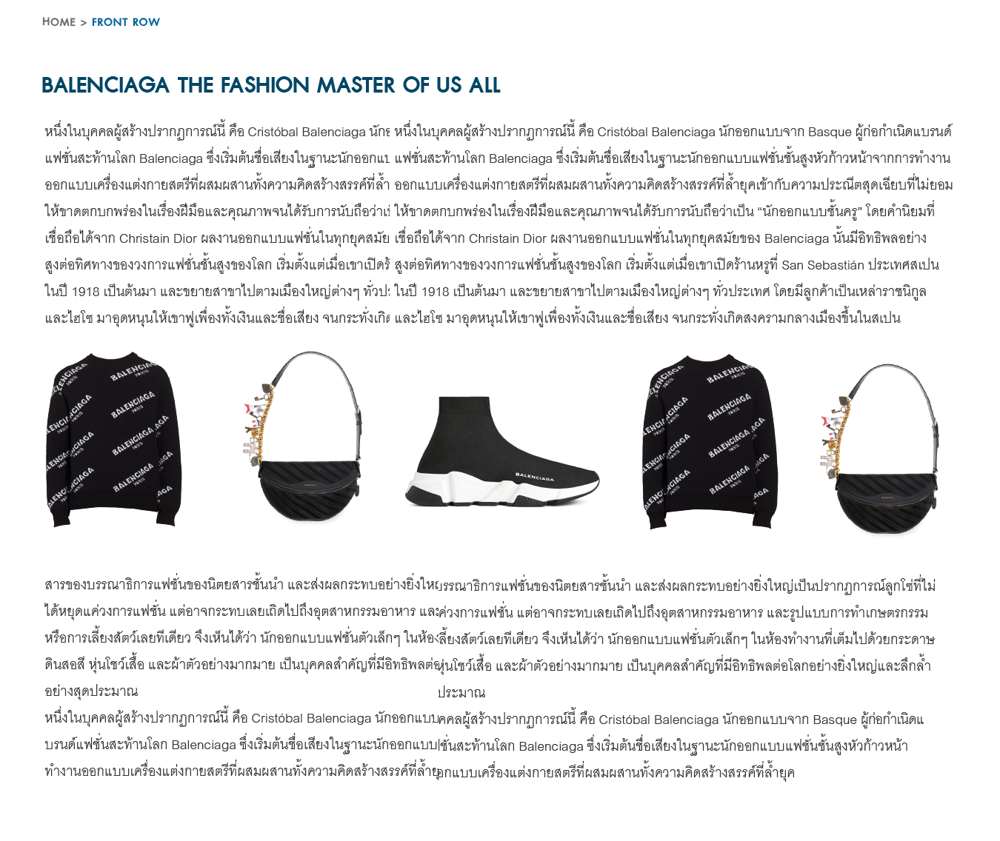 HOME > FRONT ROW
BALENCIAGA THE FASHION MASTER OF US ALL
หนึ่งในบุคคลผู้สร้างปรากฏการณ์นี้ คือ Cristóbal Balenciaga
แฟชั่นสะท้านโลก Balenciaga ซึ่งเริ่มต้นชื่อเสียงในฐานะนักออกแบ
ออกแบบเครื่องแต่งกายสตรีที่ผสมผสานทั้งความคิดสร้างสรรค์ที่ล้ำ
ให้ขาดตกบกพร่องในเรื่องฝีมือและคุณภาพจนได้รับการนับถือว่าเ
เชื่อถือได้จาก Christain Dior ผลงานออกแบบแฟชั่นในทุกยุคสมัย
สูงต่อทิศทางของวงการแฟชั่นชั้นสูงของโลก เริ่มตั้งแต่เมื่อเขาเปิดร้
ในปี 1918 เป็นต้นมา และขยายสาขาไปตามเมืองใหญ่ต่างๆ ทั่วป
และไฮโซ มาอุดหนุนให้เขาฟูเฟื่องทั้งเงินและชื่อเสียง จนกระทั่งเกิด
หนึ่งในบุคคลผู้สร้างปรากฏการณ์นี้ คือ Cristóbal Balenciaga นักออกแบบจาก Basque ผู้ก่อกำเนิดแบรนด์
แฟชั่นสะท้านโลก Balenciaga ซึ่งเริ่มต้นชื่อเสียงในฐานะนักออกแบบแฟชั่นชั้นสูงหัวก้าวหน้าจากการทำงาน
ออกแบบเครื่องแต่งกายสตรีที่ผสมผสานทั้งความคิดสร้างสรรค์ที่ล้ำยุคเข้ากับความประณีตสุดเฉียบที่ไม่ยอม
ให้ขาดตกบกพร่องในเรื่องฝีมือและคุณภาพจนได้รับการนับถือว่าเป็น “นักออกแบบชั้นครู” โดยคำนิยมที่
เชื่อถือได้จาก Christain Dior ผลงานออกแบบแฟชั่นในทุกยุคสมัยของ Balenciaga นั้นมีอิทธิพลอย่าง
สูงต่อทิศทางของวงการแฟชั่นชั้นสูงของโลก เริ่มตั้งแต่เมื่อเขาเปิดร้านหรูที่ San Sebastián ประเทศสเปน
ในปี 1918 เป็นต้นมา และขยายสาขาไปตามเมืองใหญ่ต่างๆ ทั่วประเทศ โดยมีลูกค้าเป็นเหล่าราชนิกูล
และไฮโซ มาอุดหนุนให้เขาฟูเฟื่องทั้งเงินและชื่อเสียง จนกระทั่งเกิดสงครามกลางเมืองขึ้นในสเปน
BALENCIAGA
PARIS
BALENCIAGA
BALENCIAGA
PARIS
สารของบรรณาธิการแฟชั่นของนิตยสารชั้นนำ และส่งผลกระทบอย่างยิ่งให
ได้หยุดแค่วงการแฟชั่น แต่อาจกระทบเลยเถิดไปถึงอุตสาหกรรมอาหาร และ
หรือการเลี้ยงสัตว์เลยทีเดียว จึงเห็นได้ว่า นักออกแบบแฟชั่นตัวเล็กๆ ในห้อง
ดินสอสี หุ่นโชว์เสื้อ และผ้าตัวอย่างมากมาย เป็นบุคคลสำคัญที่มีอิทธิพลต่อ
อย่างสุดประมาณ
หนึ่งในบุคคลผู้สร้างปรากฏการณ์นี้ คือ Cristóbal Balenciaga นักออกแบบ
บรนด์แฟชั่นสะท้านโลก Balenciaga ซึ่งเริ่มต้นชื่อเสียงในฐานะนักออกแบบ
ทำงานออกแบบเครื่องแต่งกายสตรีที่ผสมผสานทั้งความคิดสร้างสรรค์ที่ล้ำยุ
บรรณาธิการแฟชั่นของนิตยสารชั้นนำ และส่งผลกระทบอย่างยิ่งใหญ่เป็นปรากฏการณ์ลูกโซ่ที่ไม่
ค่วงการแฟชั่น แต่อาจกระทบเลยเถิดไปถึงอุตสาหกรรมอาหาร และรูปแบบการทำเกษตรกรรม
ลี้ยงสัตว์เลยทีเดียว จึงเห็นได้ว่า นักออกแบบแฟชั่นตัวเล็กๆ ในห้องทำงานที่เต็มไปด้วยกระดาษ
หุ่นโชว์เสื้อ และผ้าตัวอย่างมากมาย เป็นบุคคลสำคัญที่มีอิทธิพลต่อโลกอย่างยิ่งใหญ่และลึกล้ำ
ประมาณ
คคลผู้สร้างปรากฏการณ์นี้ คือ Cristóbal Balenciaga นักออกแบบจาก Basque ผู้ก่อกำเนิดแ
ชั่นสะท้านโลก Balenciaga ซึ่งเริ่มต้นชื่อเสียงในฐานะนักออกแบบแฟชั่นชั้นสูงหัวก้าวหน้า
อกแบบเครื่องแต่งกายสตรีที่ผสมผสานทั้งความคิดสร้างสรรค์ที่ล้ำยุค